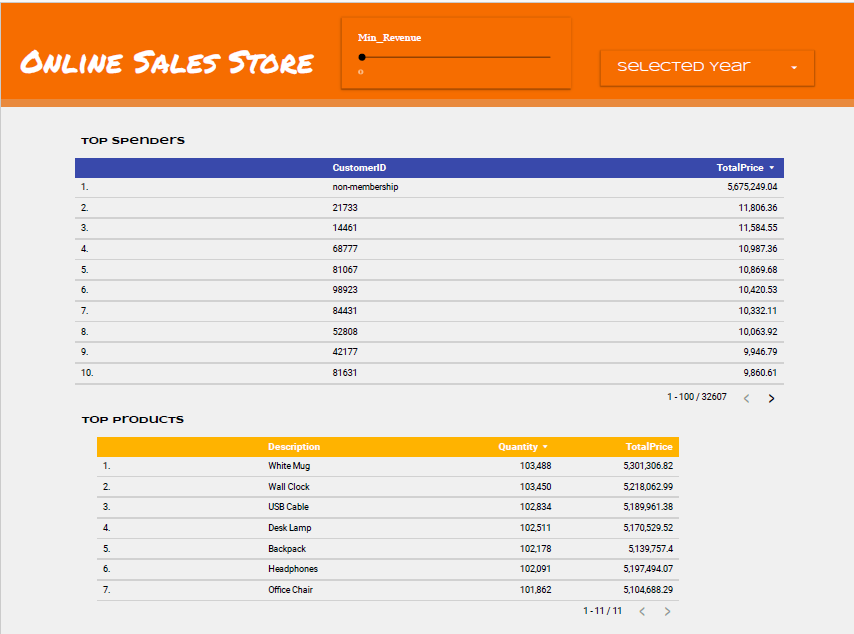 Min_Revenue
Online Sales Store
0
Selected Year
Top Spenders
CustomerID TotalPrice
1. non-membership 5,675,249.04
2. 21733 11,806.36
3. 14461 11,584.55
4. 68777 10,987.36
5. 81067 10,869.68
6. 98923 10,420.53
7. 84431 10,332.11
8. 52808 10,063.92
9. 42177 9,946.79
10. 81631 9,860.61
1 - 100 / 32607
Top Products
Description Quantity TotalPrice
1. White Mug 103,488 5,301,306.82
2. Wall Clock 103,450 5,218,062.99
3. USB Cable 102,834 5,189,961.38
4. Desk Lamp 102,511 5,170,529.52
5. Backpack 102,178 5,139,757.4
6. Headphones 102,091 5,197,494.07
7. Office Chair 101,862 5,104,688.29
1 - 11 / 11